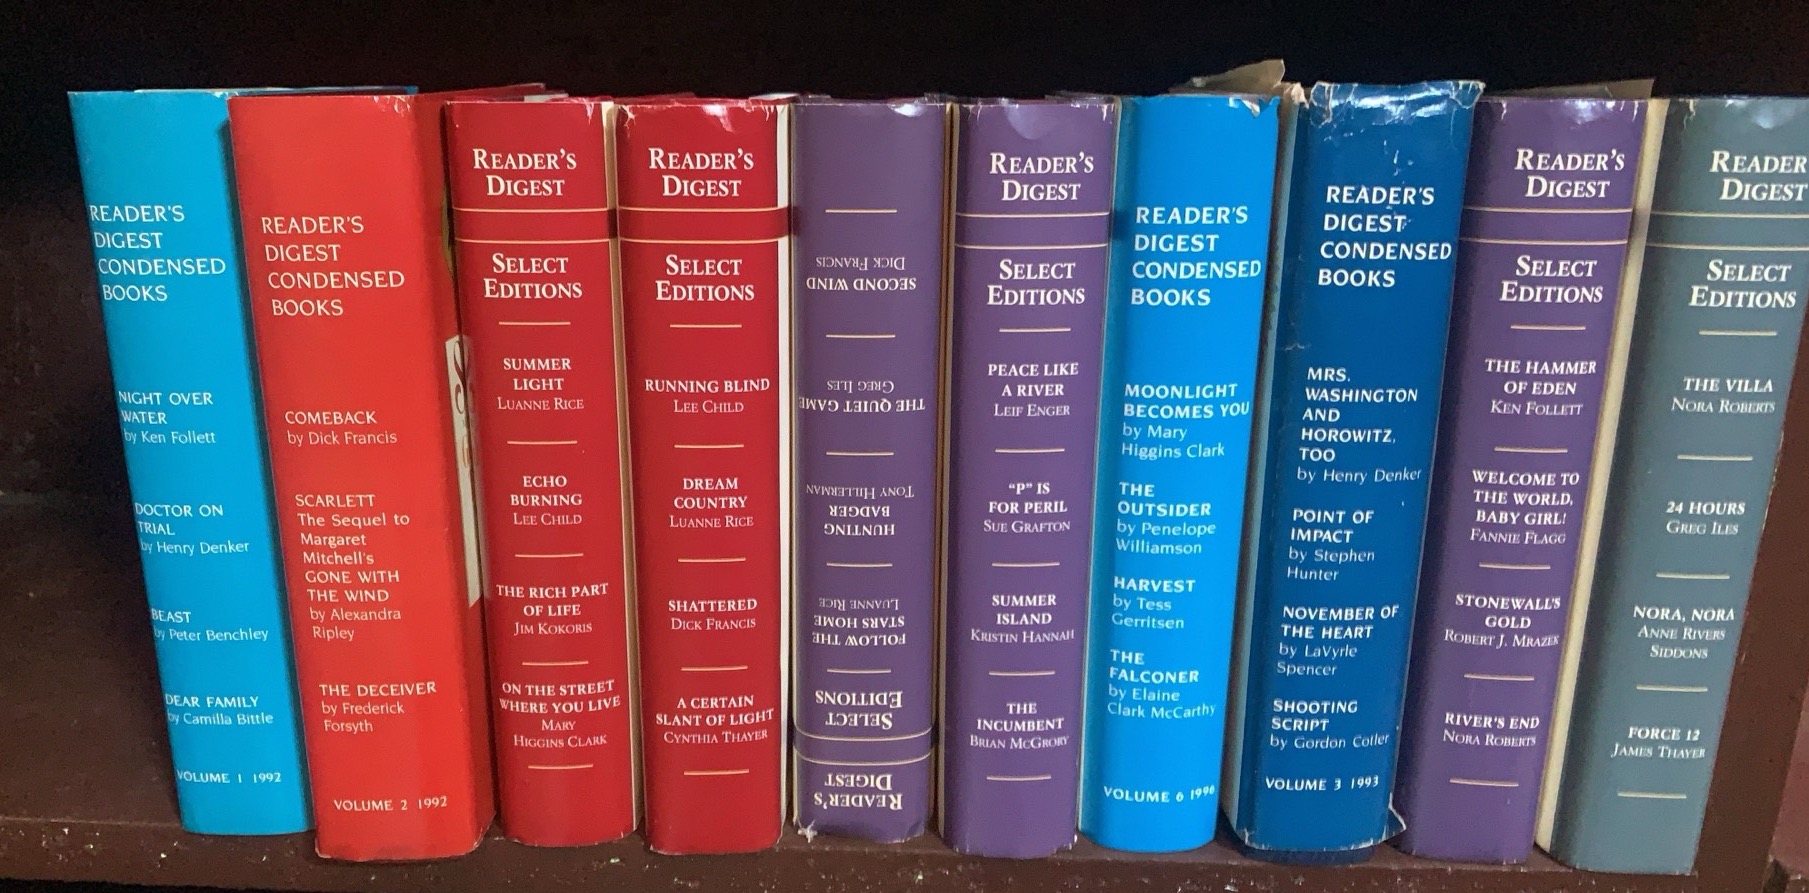 READER'S
DIGEST
CONDENSED
BOOKS
NIGHT OVER
WATER
by Ken Follett
DOCTOR ON
TRIAL
by Henry Denker
BEAST
by Peter Benchley
DEAR FAMILY
by Camilla Bittle
VOLUME 1 1992
READER'S
DIGEST
CONDENSED
BOOKS
COMEBACK
by Dick Francis
SCARLETT
The Sequel to
Margaret
Mitchell's
GONE WITH
THE WIND
by Alexandra
Ripley
THE DECEIVER
by Frederick
Forsyth
VOLUME 2 1992
READER'S
DIGEST
SELECT
EDITIONS
SUMMER
LIGHT
LUANNE RICE
ECHO
BURNING
LEE CHILD
THE RICH PART
OF LIFE
JIM KOKORIS
ON THE STREET
WHERE YOU LIVE
MARY
HIGGINS CLARK
READER'S
DIGEST
SELECT
EDITIONS
RUNNING BLIND
LEE CHILD
DREAM
COUNTRY
LUANNE RICE
SHATTERED
DICK FRANCIS
A CERTAIN
SLANT OF LIGHT
CYNTHIA THAYER
READER'S
DIGEST
SELECT
EDITIONS
FOLLOW THE
STARS HOME
LUANNE RICE
HUNTING
BADGER
TONY HILLERMAN
THE QUIET GAME
GREG ILES
SECOND WIND
DICK FRANCIS
READER'S
DIGEST
SELECT
EDITIONS
PEACE LIKE
A RIVER
LEIF ENGER
"P" IS
FOR PERIL
SUE GRAFTON
SUMMER
ISLAND
KRISTIN HANNAH
THE
INCUMBENT
BRIAN MCGRORY
READER'S
DIGEST
CONDENSED
BOOKS
MOONLIGHT
BECOMES YOU
by Mary
Higgins Clark
THE
OUTSIDER
by Penelope
Williamson
HARVEST
by Tess
Gerritsen
THE
FALCONER
by Elaine
Clark McCarthy
VOLUME 6 1996
READER'S
DIGEST
CONDENSED
BOOKS
MRS.
WASHINGTON
AND
HOROWITZ,
TOO
by Henry Denker
POINT OF
IMPACT
by Stephen
Hunter
NOVEMBER OF
THE HEART
by LaVyrle
Spencer
SHOOTING
SCRIPT
by Gordon Cotler
VOLUME 3 1993
READER'S
DIGEST
SELECT
EDITIONS
THE HAMMER
OF EDEN
KEN FOLLETT
WELCOME TO
THE WORLD,
BABY GIRL!
FANNIE FLAGG
STONEWALL'S
GOLD
ROBERT J. MRAZEK
RIVER'S END
NORA ROBERTS
READER
DIGEST
SELECT
EDITIONS
THE VILLA
NORA ROBERTS
24 HOURS
GREG ILES
NORA, NORA
ANNE RIVERS
SIDDONS
FORCE 12
JAMES THAYER